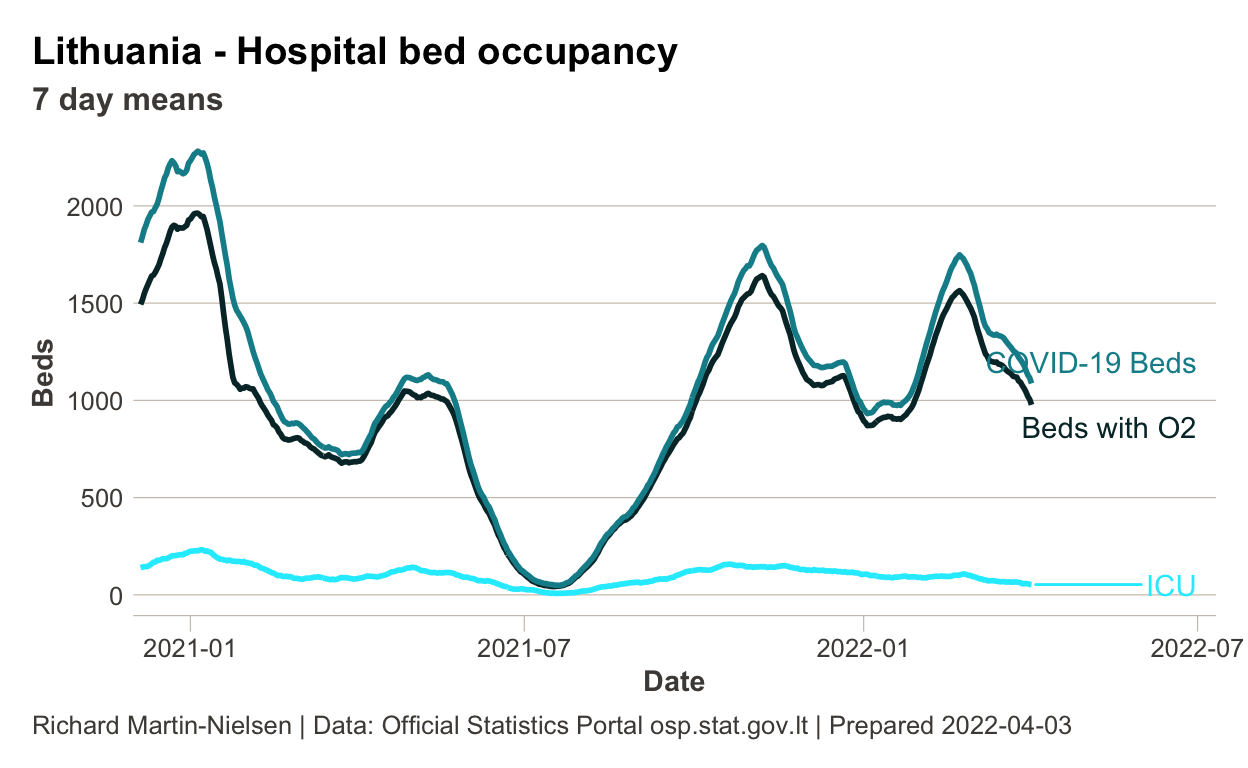 Lithuania - Hospital bed occupancy
7 day means
2000
1500
1000
500
0
Beds
COVID-19 Beds
Beds with O2
ICU
2021-01
2021-07
2022-01
2022-07
Date
Richard Martin-Nielsen | Data: Official Statistics Portal osp.stat.gov.lt | Prepared 2022-04-03